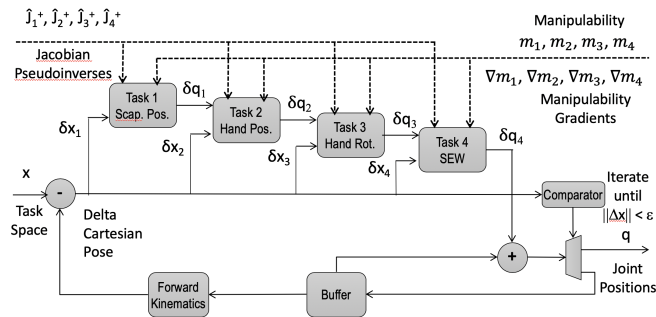 Ĵ₁⁺, Ĵ₂⁺, Ĵ₃⁺, Ĵ₄⁺
Jacobian
Pseudoinverses
Manipulability
m₁, m₂, m₃, m₄
∇m₁, ∇m₂, ∇m₃, ∇m₄
Manipulability
Gradients
Task 1
Scap. Pos.
δq₁
Task 2
Hand Pos.
δq₂
Task 3
Hand Rot.
δq₃
Task 4
SEW
δq₄
δx₁
δx₂
δx₃
δx₄
x
Task
Space
-
Delta
Cartesian
Pose
Comparator
Iterate
until
||Δx|| < ε
q
Joint
Positions
+
Forward
Kinematics
Buffer